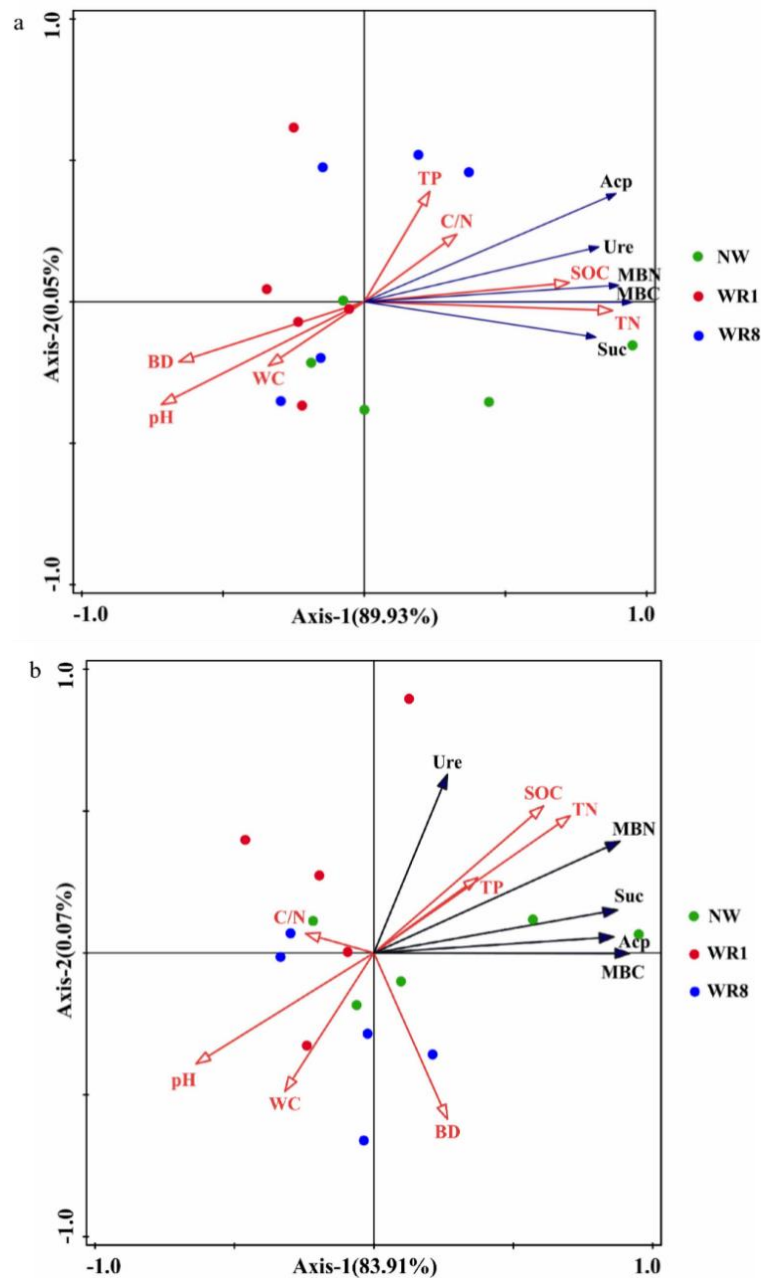 a
1.0
TP
Acp
C/N
Ure
NW
SOC
MBN
WR1
MBC
TN
WR8
Suc
BD
WC
pH
Axis-2(0.05%)
-1.0
-1.0
Axis-1(89.93%)
1.0
b
1.0
Ure
SOC
TN
MBN
TP
Suc
NW
C/N
Acp
WR1
MBC
WR8
pH
WC
BD
Axis-2(0.07%)
-1.0
-1.0
Axis-1(83.91%)
1.0